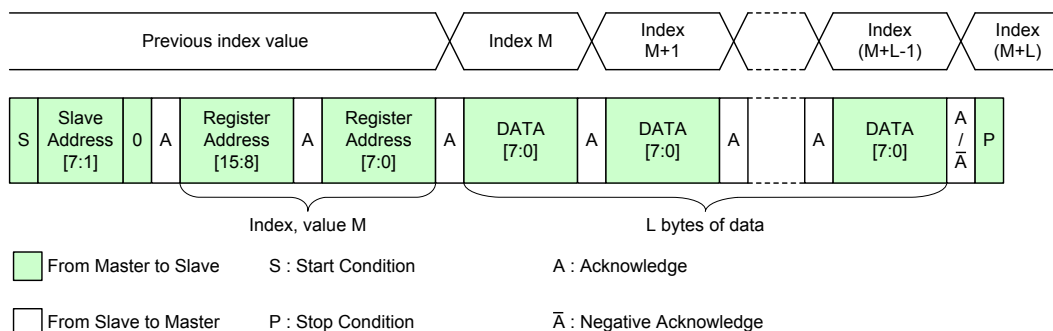 Previous index value
Index M
Index
M+1
Index
(M+L-1)
Index
(M+L)
S
Slave
Address
[7:1]
0
A
Register
Address
[15:8]
A
Register
Address
[7:0]
A
DATA
[7:0]
A
DATA
[7:0]
A
A
DATA
[7:0]
A
/
A̅
P
Index, value M
L bytes of data
From Master to Slave
S : Start Condition
A : Acknowledge
From Slave to Master
P : Stop Condition
A̅ : Negative Acknowledge